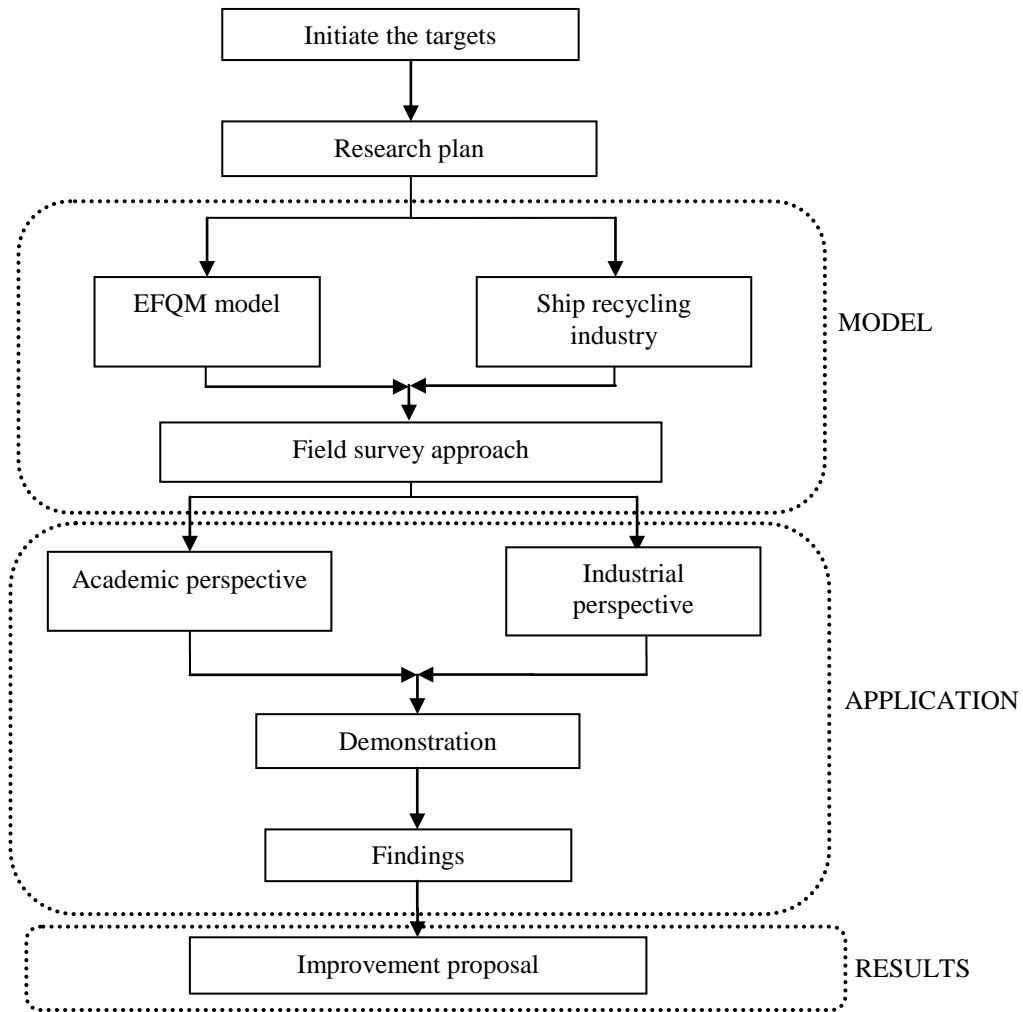 Initiate the targets
Research plan
EFQM model
Ship recycling
industry
MODEL
Field survey approach
Academic perspective
Industrial
perspective
APPLICATION
Demonstration
Findings
Improvement proposal
RESULTS